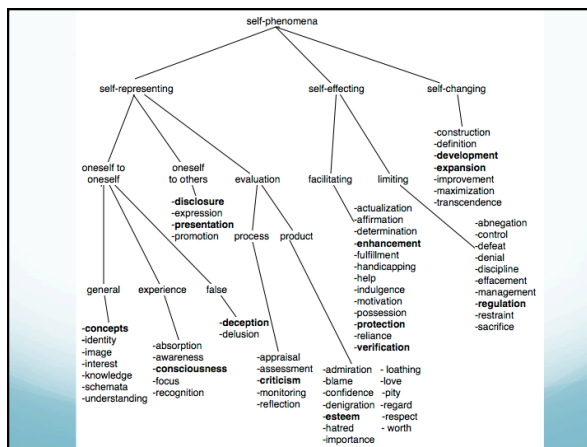 self-phenomena
self-representing
self-effecting
self-changing
-construction
-definition
-development
-expansion
-improvement
-maximization
-transcendence
oneself to
oneself
oneself
to others
-disclosure
-expression
-presentation
-promotion
evaluation
facilitating
limiting
-actualization
-affirmation
-determination
-enhancement
-fulfillment
-handicapping
-help
-indulgence
-motivation
-possession
-protection
-reliance
-verification
-abnegation
-control
-defeat
-denial
-discipline
-effacement
-management
-regulation
-restraint
-sacrifice
process
product
general
experience
false
-concepts
-identity
-image
-interest
-knowledge
-schemata
-understanding
-absorption
-awareness
-consciousness
-focus
-recognition
-deception
-delusion
-appraisal
-assessment
-criticism
-monitoring
-reflection
-admiration
-blame
-confidence
-denigration
-esteem
-hatred
-importance
- loathing
-love
-pity
-regard
-respect
- worth